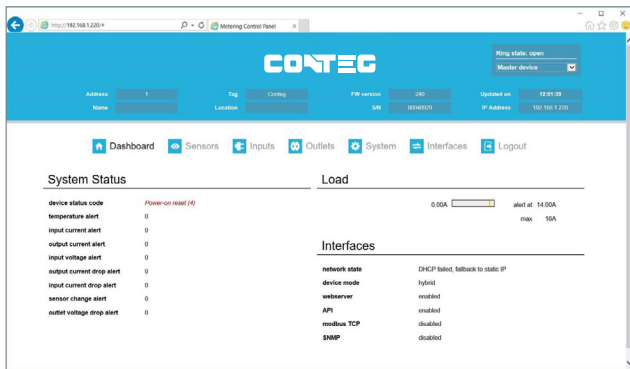 http://192.168.1.220/#
Metering Control Panel
CONTEG
Ring state: open
Master device
Address 1 Tag Conteg FW version 240 Updated on 12:01:39
Name Location S/N 00040920 IP Address 192.168.1.220
Dashboard Sensors Inputs Outlets System Interfaces Logout
System Status
device status code Power-on reset (4)
temperature alert 0
input current alert 0
output current alert 0
input voltage alert 0
output current drop alert 0
input current drop alert 0
sensor change alert 0
outlet voltage drop alert 0
Load
0.00A alert at 14.00A
max 16A
Interfaces
network state DHCP failed, fallback to static IP
device mode hybrid
webserver enabled
API enabled
modbus TCP disabled
SNMP disabled